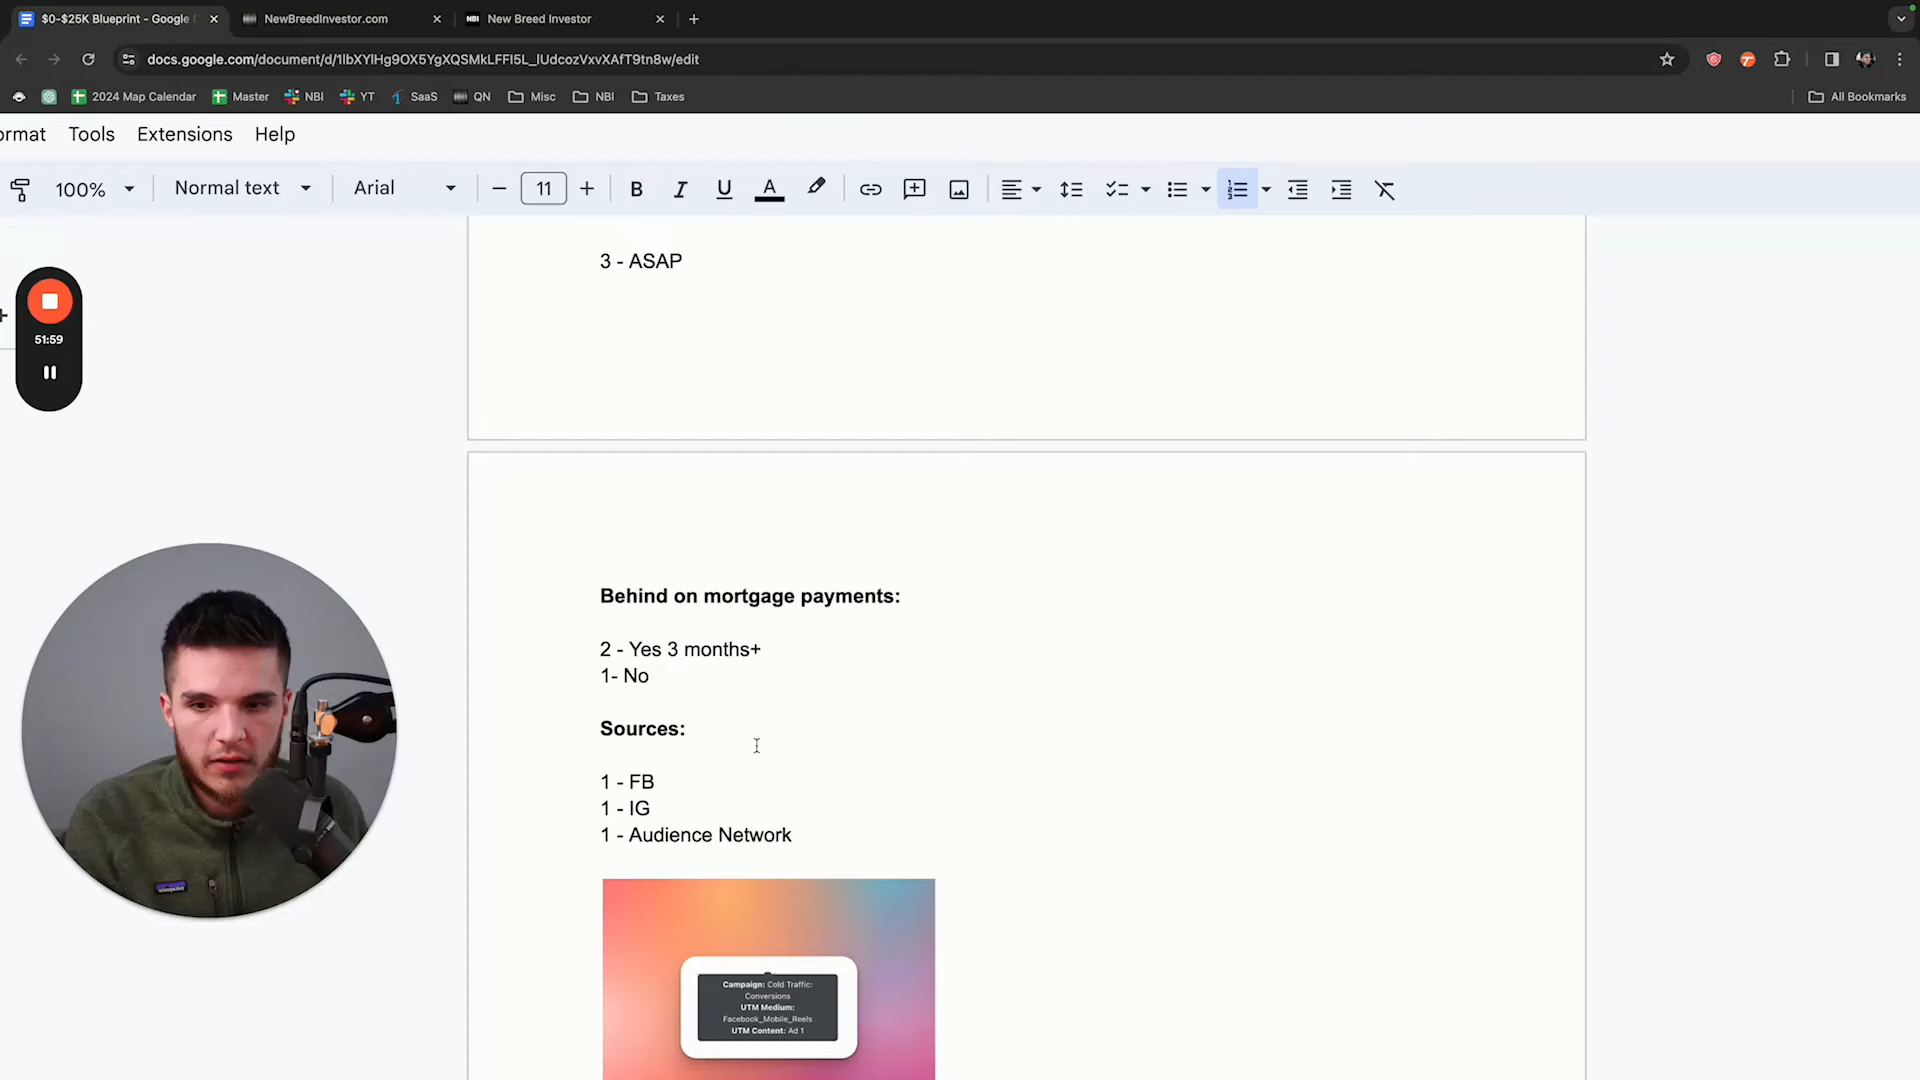 $0-$25K Blueprint - Google
NewBreedInvestor.com
NBI
New Breed Investor
docs.google.com/document/d/1lbXYlHg9OX5YgXQSMkLFFI5L_lUdcozVxvXAfT9tn8w/edit
2024 Map Calendar
Master
NBI
YT
SaaS
QN
Misc
NBI
Taxes
All Bookmarks
ormat
Tools
Extensions
Help
100%
Normal text
Arial
11
B
I
U
A
3 - ASAP
51:59
Behind on mortgage payments:
2 - Yes 3 months+
1- No
Sources:
1 - FB
1 - IG
1 - Audience Network
Campaign: Cold Traffic:
Conversions
UTM Medium:
Facebook_Mobile_Reels
UTM Content: Ad 1